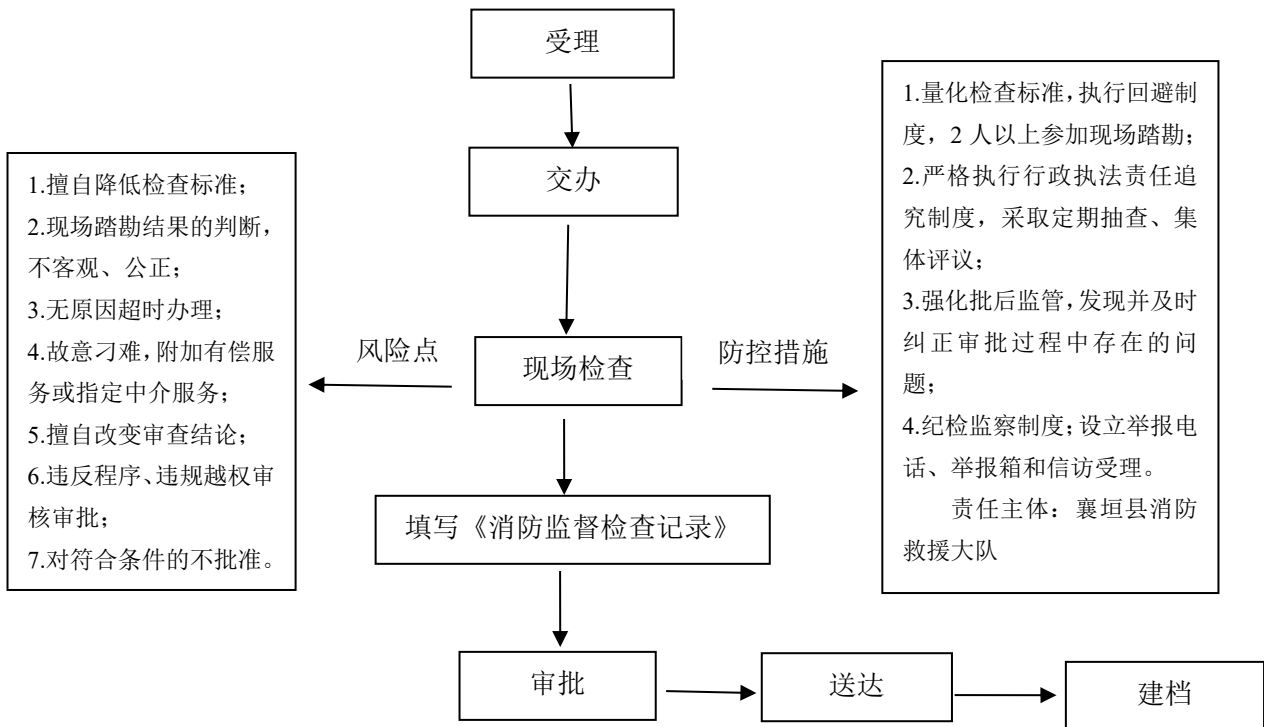 受理
交办
1.擅自降低检查标准；
2.现场踏勘结果的判断，
不客观、公正；
3.无原因超时办理；
4.故意刁难，附加有偿服
务或指定中介服务；
5.擅自改变审查结论；
6.违反程序、违规越权审
核审批；
7.对符合条件的不批准。
风险点
现场检查
防控措施
1.量化检查标准，执行回避制
度，2 人以上参加现场踏勘；
2.严格执行行政执法责任追
究制度，采取定期抽查、集
体评议；
3.强化批后监管，发现并及时
纠正审批过程中存在的问
题；
4.纪检监察制度；设立举报电
话、举报箱和信访受理。
责任主体：襄垣县消防
救援大队
填写《消防监督检查记录》
审批
送达
建档